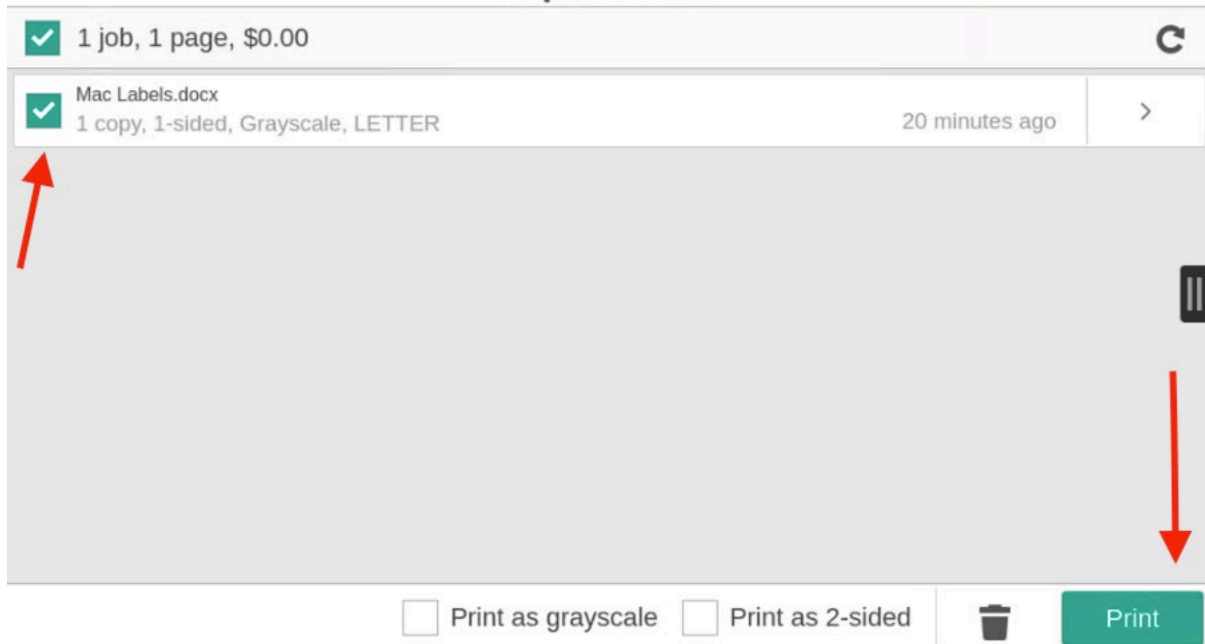 1 job, 1 page, $0.00
Mac Labels.docx
1 copy, 1-sided, Grayscale, LETTER
20 minutes ago
Print as grayscale
Print as 2-sided
Print